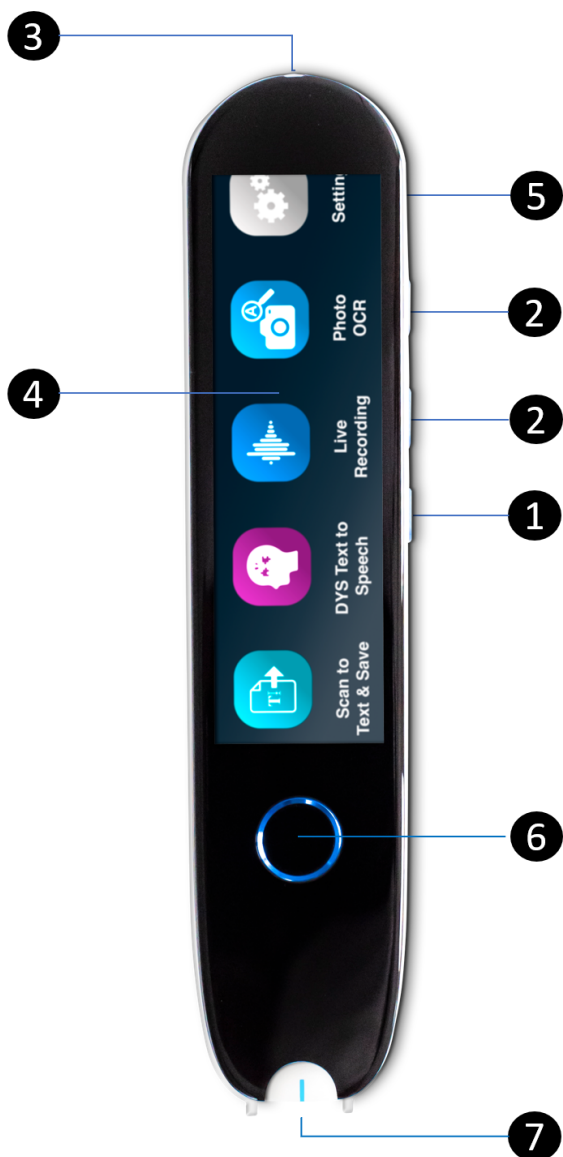 3
5
2
4
2
1
6
7
Settin
A
Photo
OCR
Live
Recording
DYS Text to
Speech
T
Scan to
Text & Save